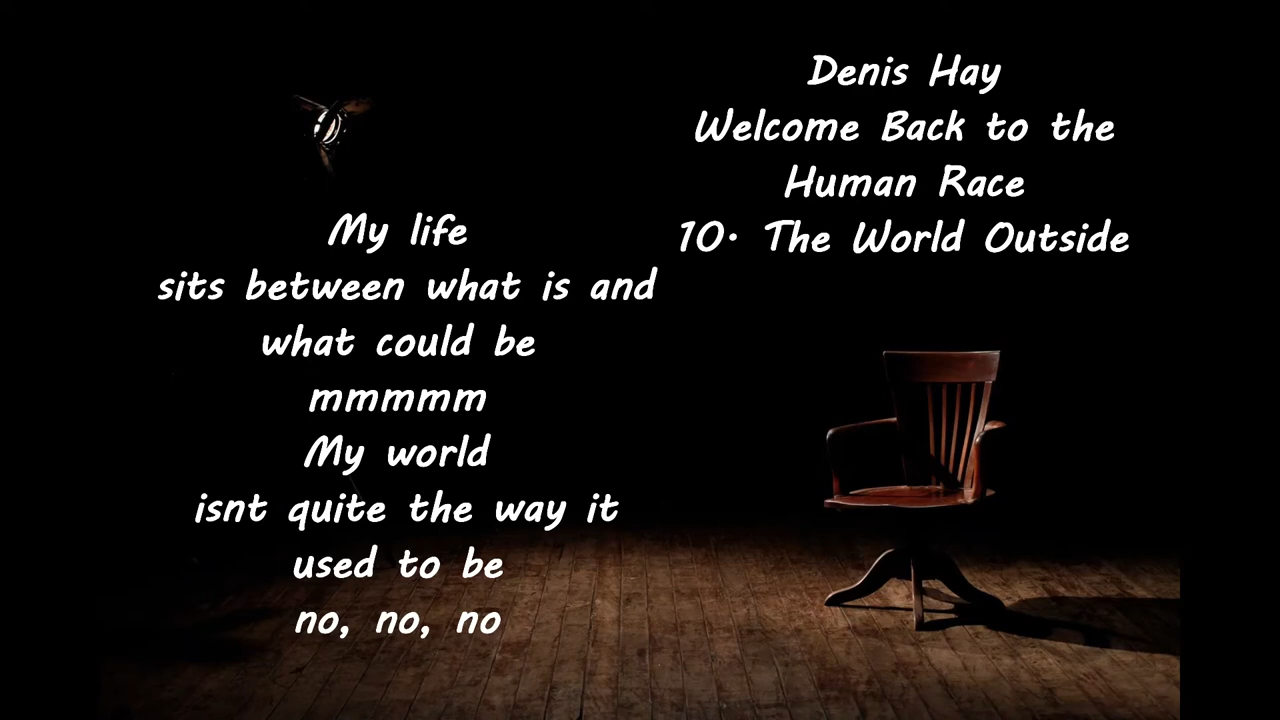 Denis Hay
Welcome Back to the
Human Race
10. The World Outside
My life
sits between what is and
what could be
mmmmm
My world
isnt quite the way it
used to be
no, no, no